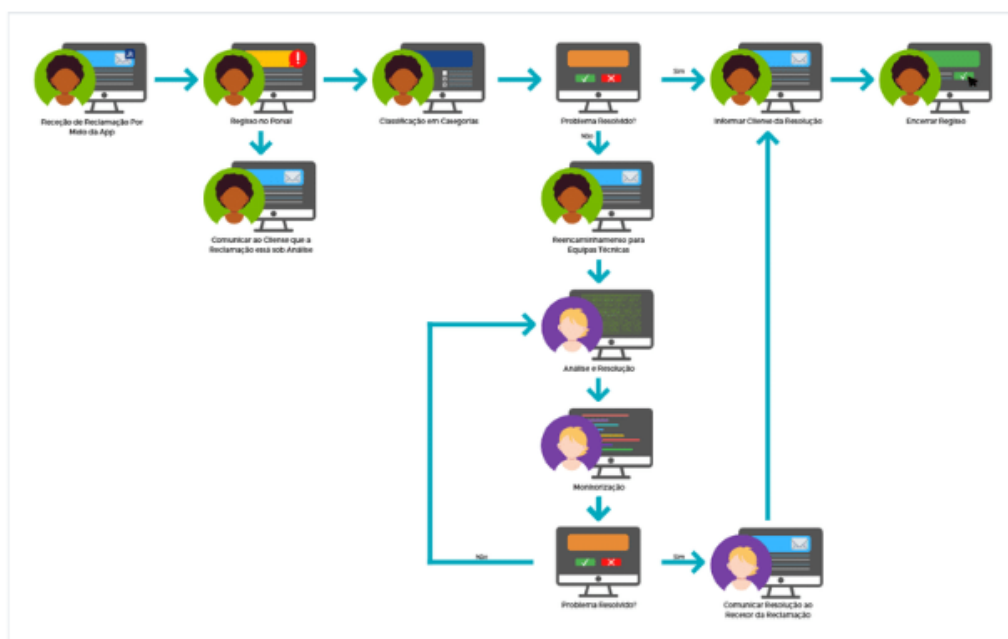 Receção de Reclamação Por
Meio da App
Registo no Portal
Classificação em Categorias
Problema Resolvido?
Sim
Informar Cliente da Resolução
Encerrar Registo
Não
Comunicar ao Cliente que a
Reclamação está sob Análise
Reencaminhamento para
Equipas Técnicas
Análise e Resolução
Monitorização
Não
Problema Resolvido?
Sim
Comunicar Resolução ao
Recetor da Reclamação